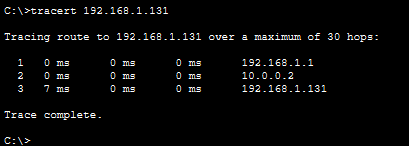 C:\>tracert 192.168.1.131
Tracing route to 192.168.1.131 over a maximum of 30 hops:
1 0 ms 0 ms 0 ms 192.168.1.1
2 0 ms 0 ms 0 ms 10.0.0.2
3 7 ms 0 ms 0 ms 192.168.1.131
Trace complete.
C:\>